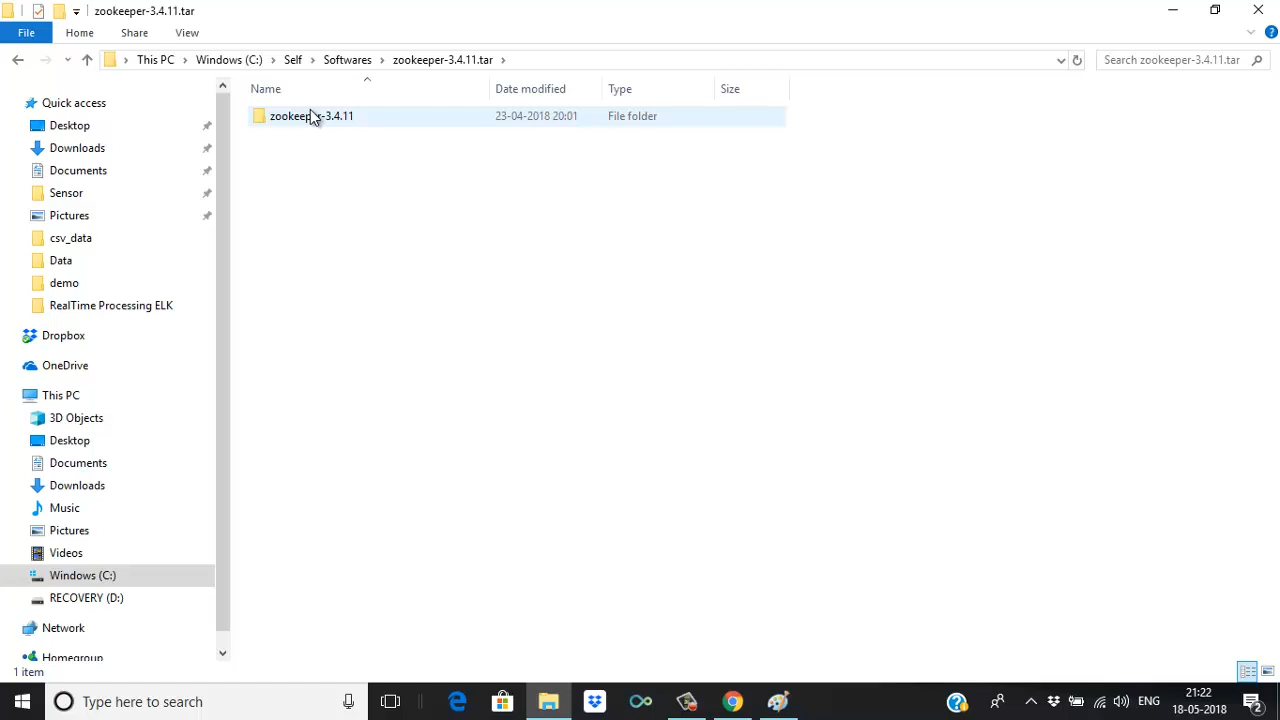 zookeeper-3.4.11.tar
File Home Share View
This PC Windows (C:) Self Softwares zookeeper-3.4.11.tar
Search zookeeper-3.4.11.tar
Name Date modified Type Size
zookeeper-3.4.11 23-04-2018 20:01 File folder
Quick access
Desktop
Downloads
Documents
Sensor
Pictures
csv_data
Data
demo
RealTime Processing ELK
Dropbox
OneDrive
This PC
3D Objects
Desktop
Documents
Downloads
Music
Pictures
Videos
Windows (C:)
RECOVERY (D:)
Network
Homegroup
1 item
Type here to search
ENG
21:22
18-05-2018
2